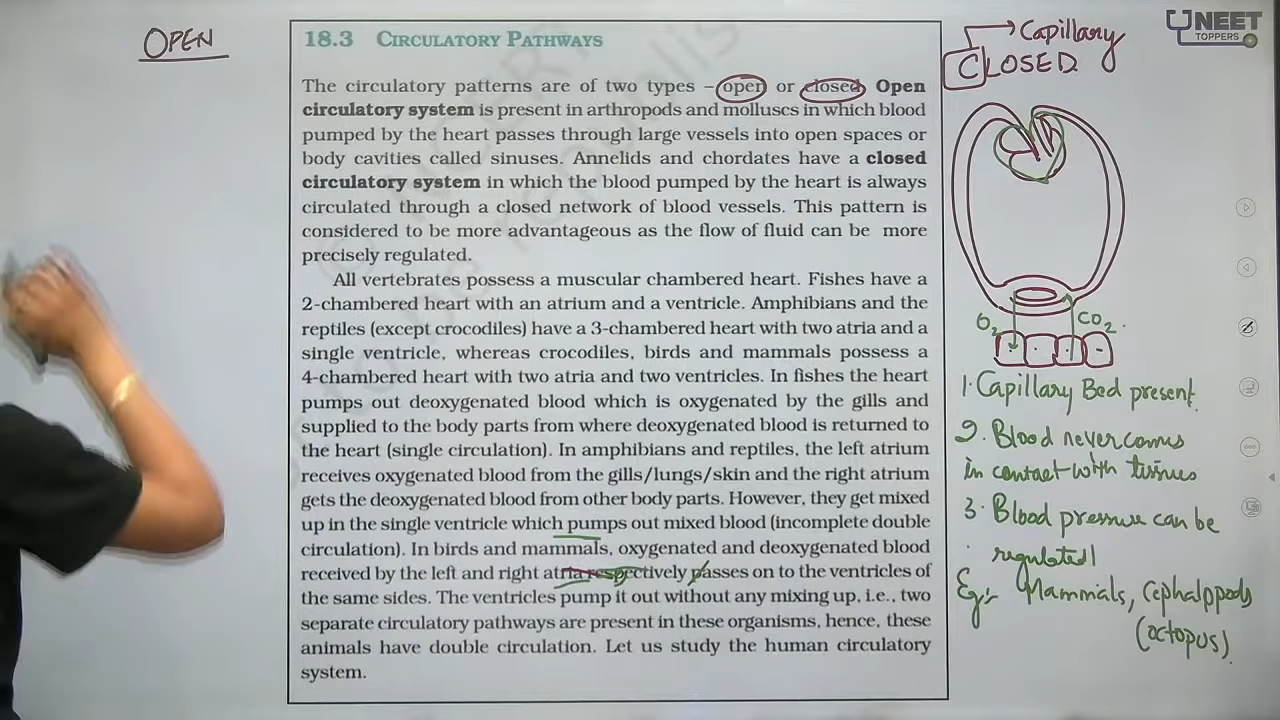 OPEN
18.3 CIRCULATORY PATHWAYS
The circulatory patterns are of two types – open or closed. Open
circulatory system is present in arthropods and molluscs in which blood
pumped by the heart passes through large vessels into open spaces or
body cavities called sinuses. Annelids and chordates have a closed
circulatory system in which the blood pumped by the heart is always
circulated through a closed network of blood vessels. This pattern is
considered to be more advantageous as the flow of fluid can be more
precisely regulated.
All vertebrates possess a muscular chambered heart. Fishes have a
2-chambered heart with an atrium and a ventricle. Amphibians and the
reptiles (except crocodiles) have a 3-chambered heart with two atria and a
single ventricle, whereas crocodiles, birds and mammals possess a
4-chambered heart with two atria and two ventricles. In fishes the heart
pumps out deoxygenated blood which is oxygenated by the gills and
supplied to the body parts from where deoxygenated blood is returned to
the heart (single circulation). In amphibians and reptiles, the left atrium
receives oxygenated blood from the gills/lungs/skin and the right atrium
gets the deoxygenated blood from other body parts. However, they get mixed
up in the single ventricle which pumps out mixed blood (incomplete double
circulation). In birds and mammals, oxygenated and deoxygenated blood
received by the left and right atria respectively passes on to the ventricles of
the same sides. The ventricles pump it out without any mixing up, i.e., two
separate circulatory pathways are present in these organisms, hence, these
animals have double circulation. Let us study the human circulatory
system.
Capillary
CLOSED
NEET
TOPPERS
O2
CO2
1. Capillary Bed present
2. Blood never comes
in contact with tissues
3. Blood pressure can be
regulated
Eg:- Mammals, Cephalopods
(octopus)